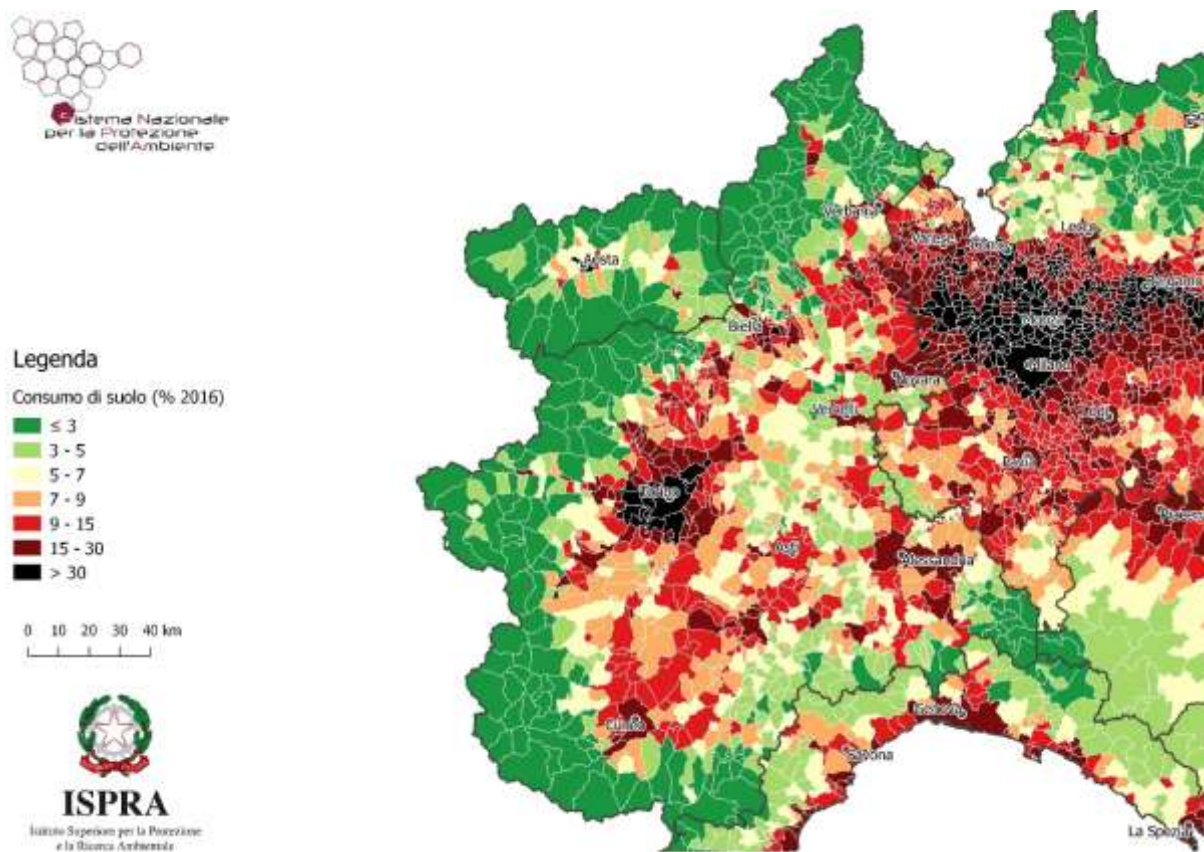 Sistema Nazionale
per la Protezione
dell'Ambiente
Legenda
Consumo di suolo (% 2016)
≤ 3
3 - 5
5 - 7
7 - 9
9 - 15
15 - 30
> 30
0 10 20 30 40 km
ISPRA
Istituto Superiore per la Protezione
e la Ricerca Ambientale
Verbania
Varese
Como
Lecco
Aosta
Bergamo
Biella
Monza
Milano
Novara
Vercelli
Lodi
Pavia
Torino
Asti
Alessandria
Cuneo
Genova
Savona
La Spezia